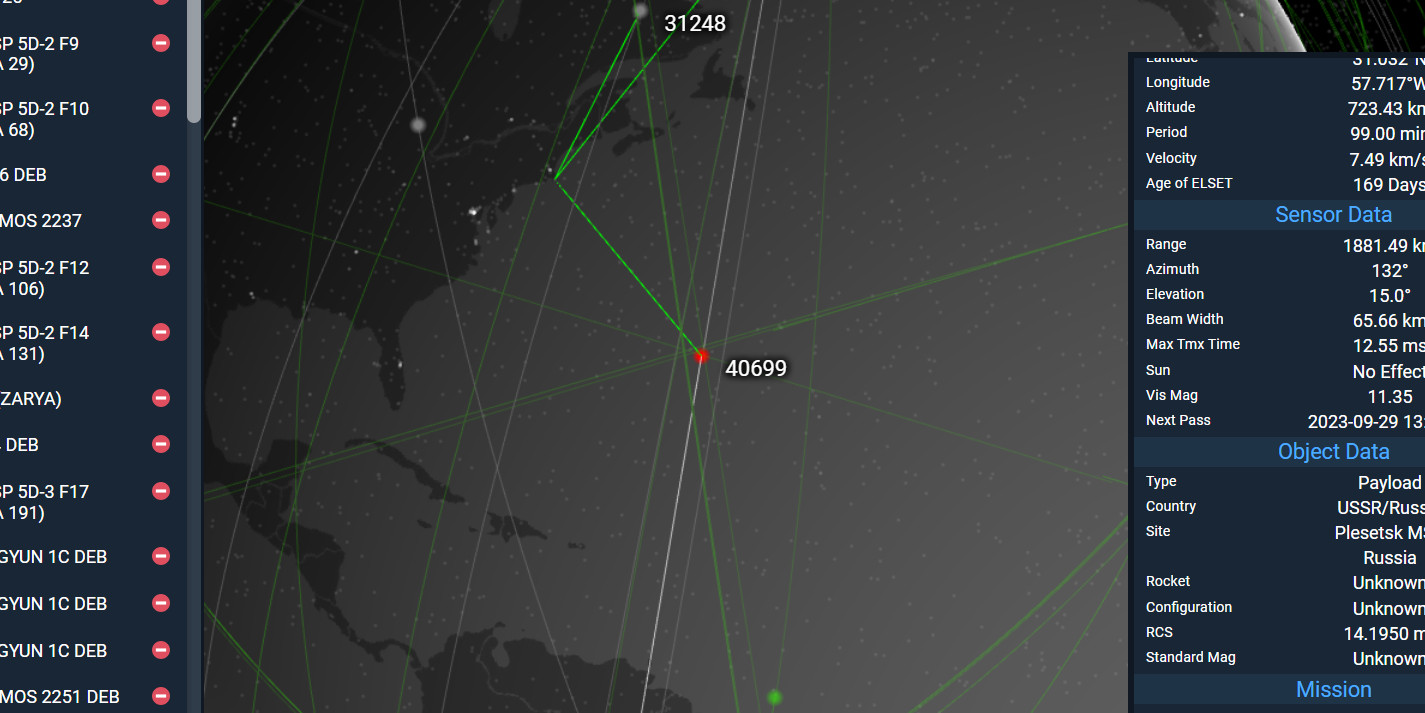 SP 5D-2 F9
A 29)
SP 5D-2 F10
A 68)
6 DEB
MOS 2237
SP 5D-2 F12
A 106)
SP 5D-2 F14
A 131)
(ZARYA)
DEB
SP 5D-3 F17
A 191)
GYUN 1C DEB
GYUN 1C DEB
GYUN 1C DEB
MOS 2251 DEB
31248
40699
Latitude 31.032°N
Longitude 57.717°W
Altitude 723.43 km
Period 99.00 min
Velocity 7.49 km/s
Age of ELSET 169 Days
Sensor Data
Range 1881.49 km
Azimuth 132°
Elevation 15.0°
Beam Width 65.66 km
Max Tmx Time 12.55 ms
Sun No Effect
Vis Mag 11.35
Next Pass 2023-09-29 13:
Object Data
Type Payload
Country USSR/Russ
Site Plesetsk MS
Russia
Rocket Unknown
Configuration Unknown
RCS 14.1950 m
Standard Mag Unknown
Mission